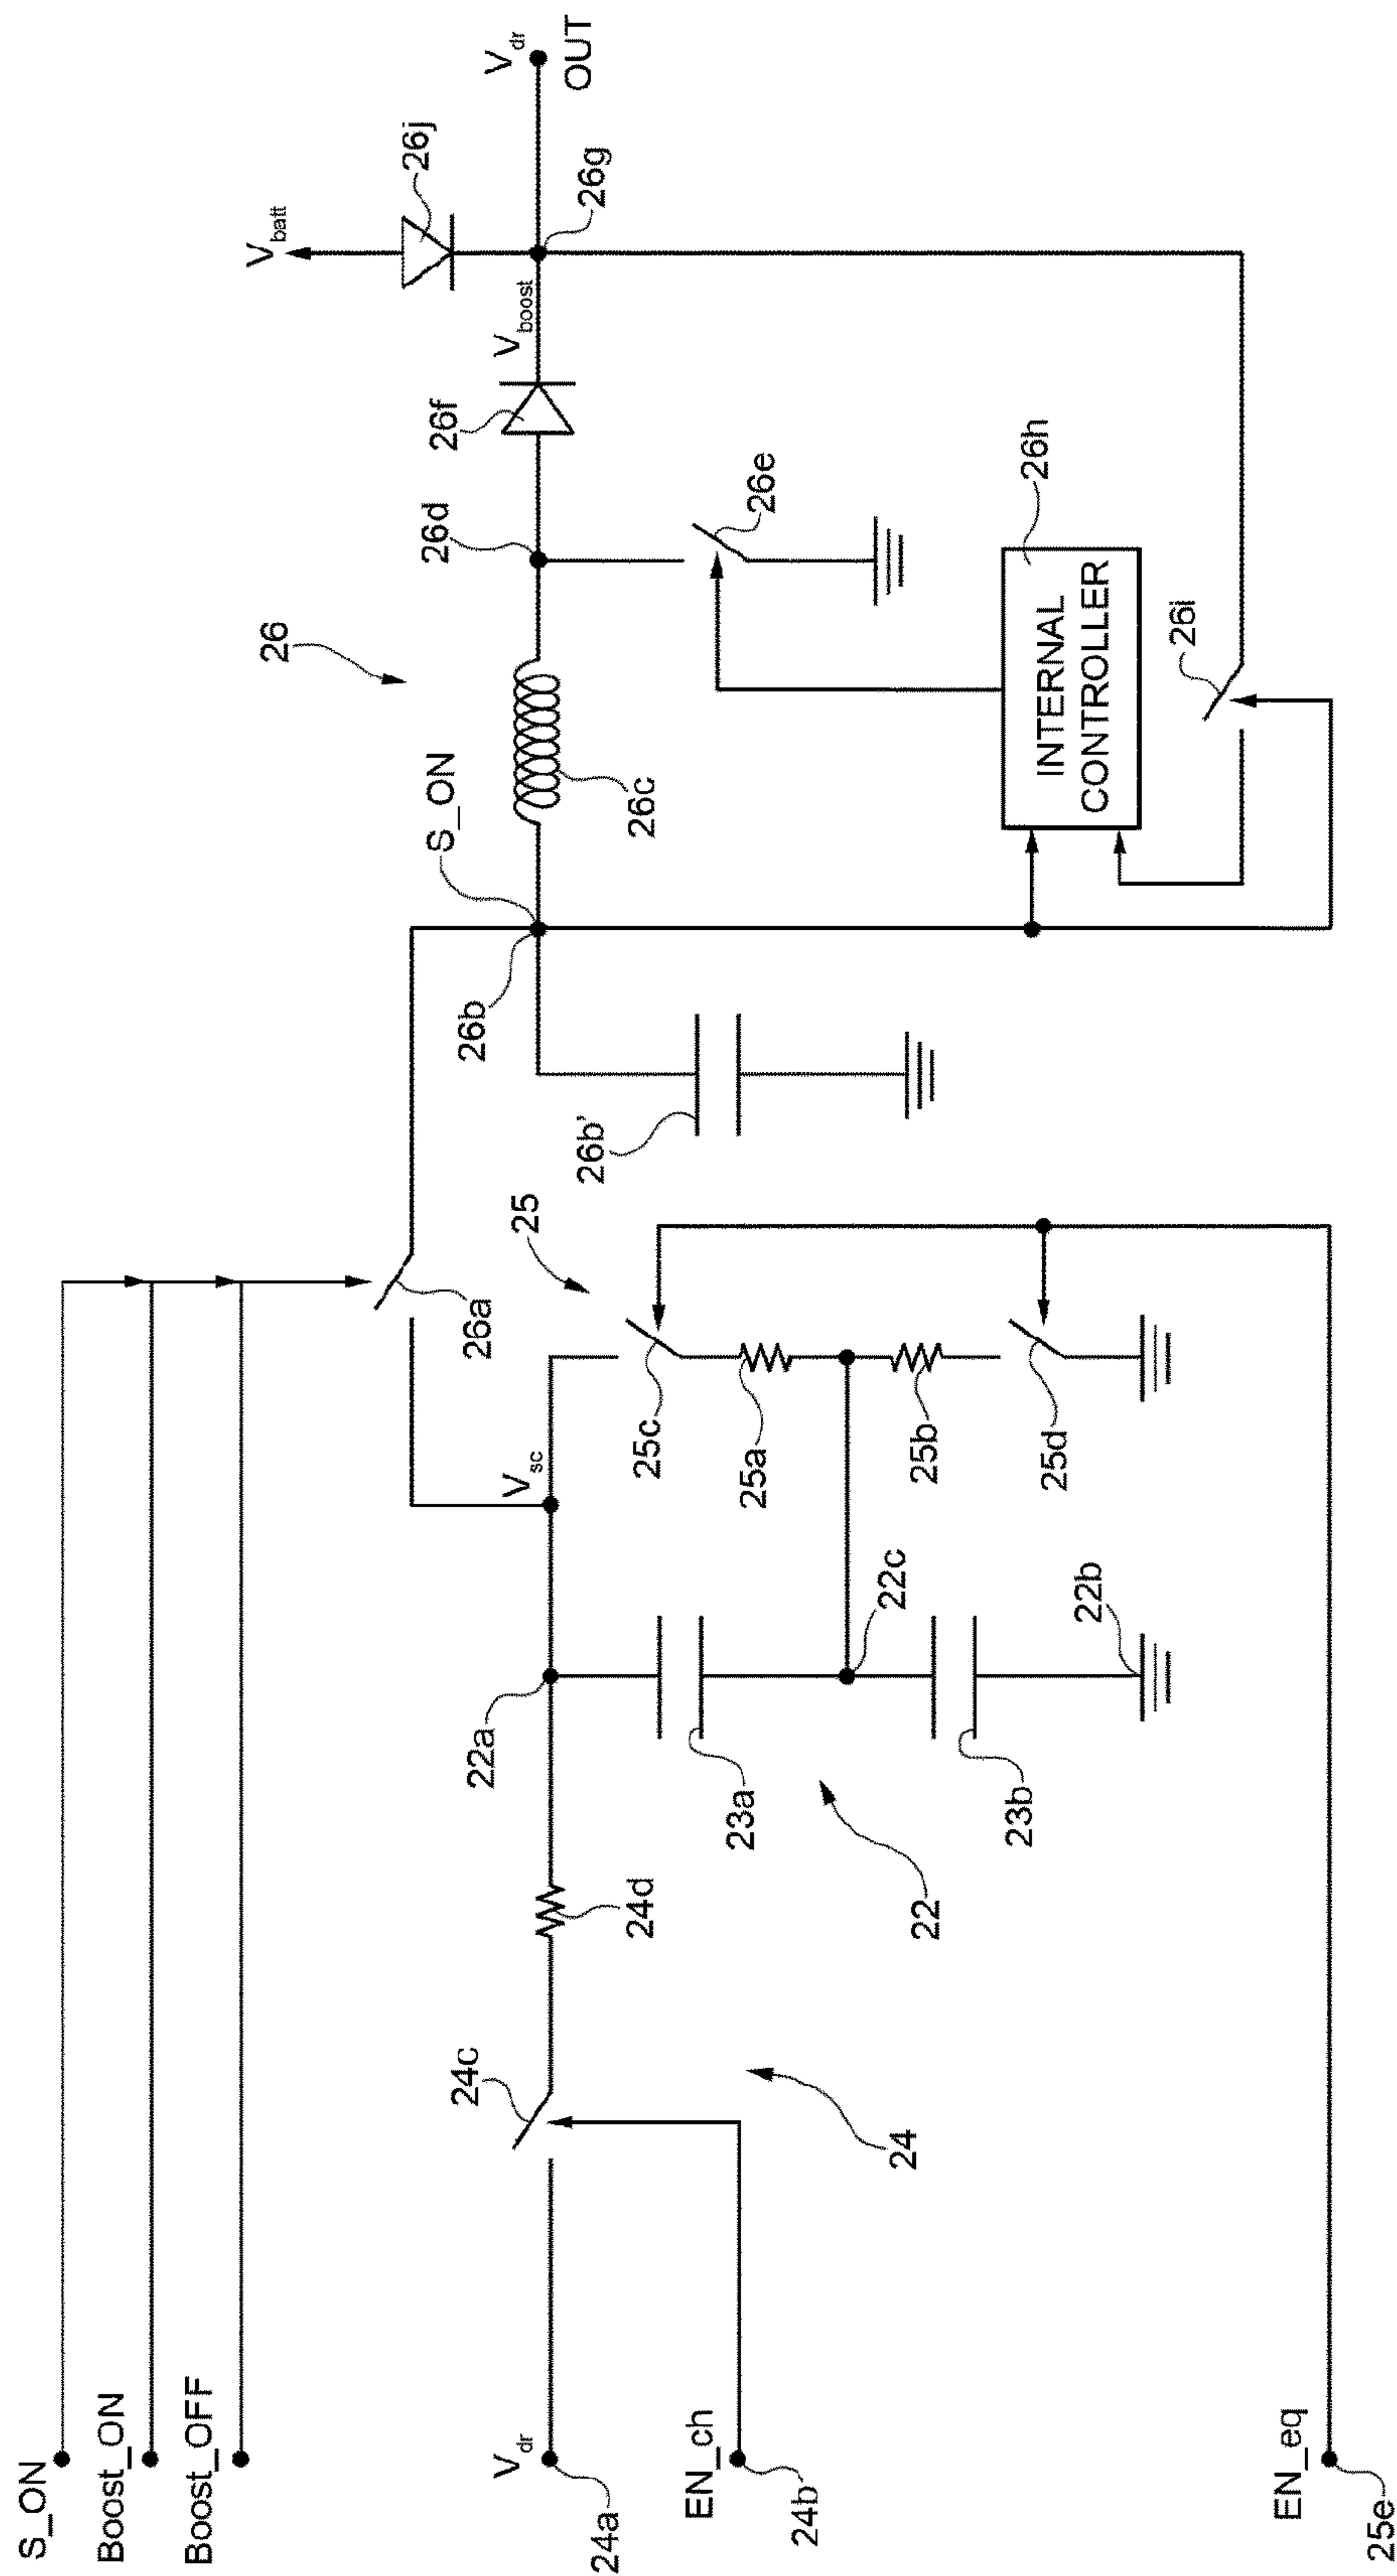 S_ON
Boost_ON
Boost_OFF
26
V_batt
26j
S_ON
26d
26f
V_boost
V_dr
OUT
26g
26a
26b
26c
26e
26h
INTERNAL
CONTROLLER
26i
26b'
25
V_sc
25c
25a
25b
25d
22a
22c
22b
23a
23b
22
24c
24d
24
V_dr
24a
EN_ch
24b
EN_eq
25e